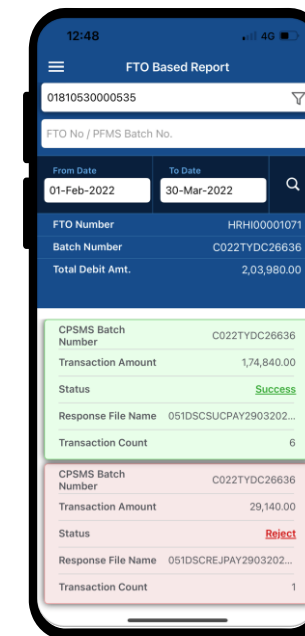 12:48 4G
FTO Based Report
01810530000535
FTO No / PFMS Batch No.
From Date To Date
01-Feb-2022 30-Mar-2022
FTO Number HRHI00001071
Batch Number C022TYDC26636
Total Debit Amt. 2,03,980.00
CPSMS Batch
Number C022TYDC26636
Transaction Amount 1,74,840.00
Status Success
Response File Name 051DSCSUCPAY2903202...
Transaction Count 6
CPSMS Batch
Number C022TYDC26636
Transaction Amount 29,140.00
Status Reject
Response File Name 051DSCREJPAY2903202...
Transaction Count 1